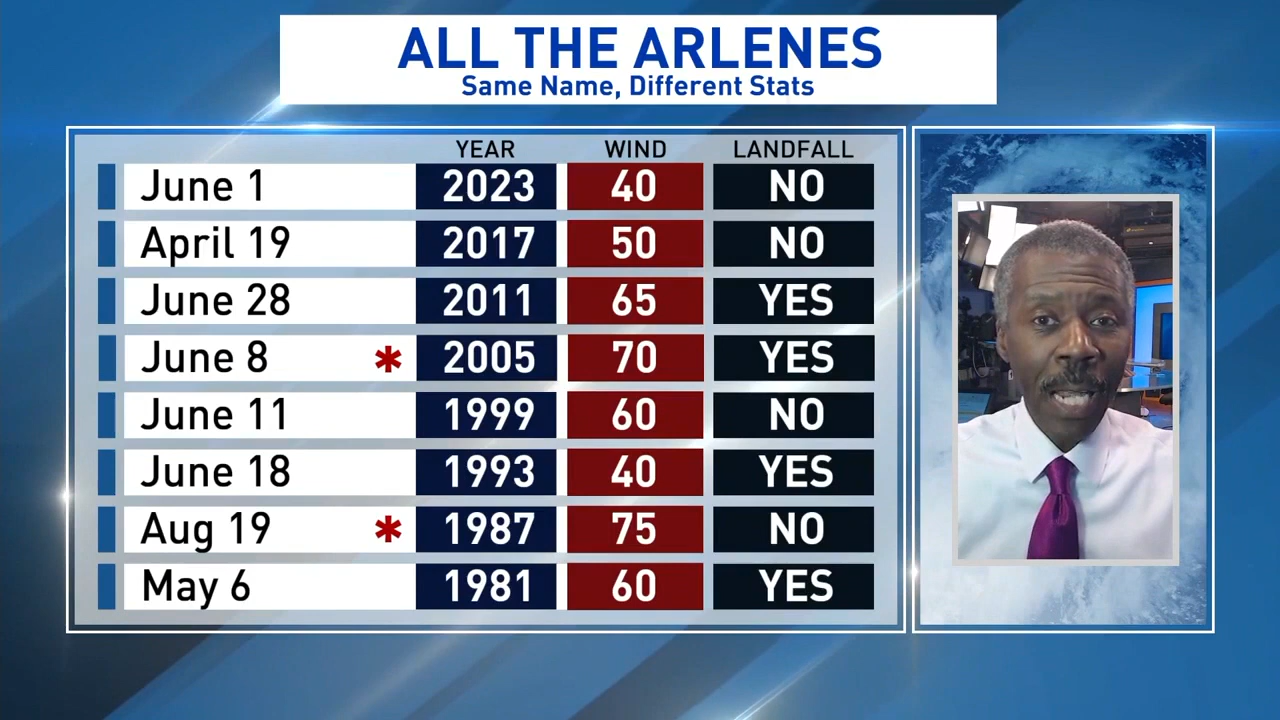 ALL THE ARLENES
Same Name, Different Stats
YEAR WIND LANDFALL
June 1 2023 40 NO
April 19 2017 50 NO
June 28 2011 65 YES
June 8 * 2005 70 YES
June 11 1999 60 NO
June 18 1993 40 YES
Aug 19 * 1987 75 NO
May 6 1981 60 YES